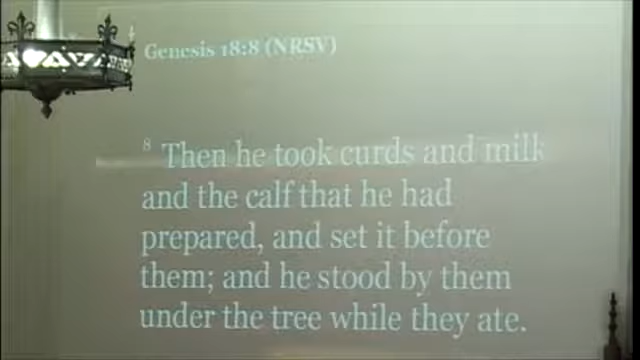 Genesis 18:8 (NRSV)
8 Then he took curds and milk
and the calf that he had
prepared, and set it before
them; and he stood by them
under the tree while they ate.